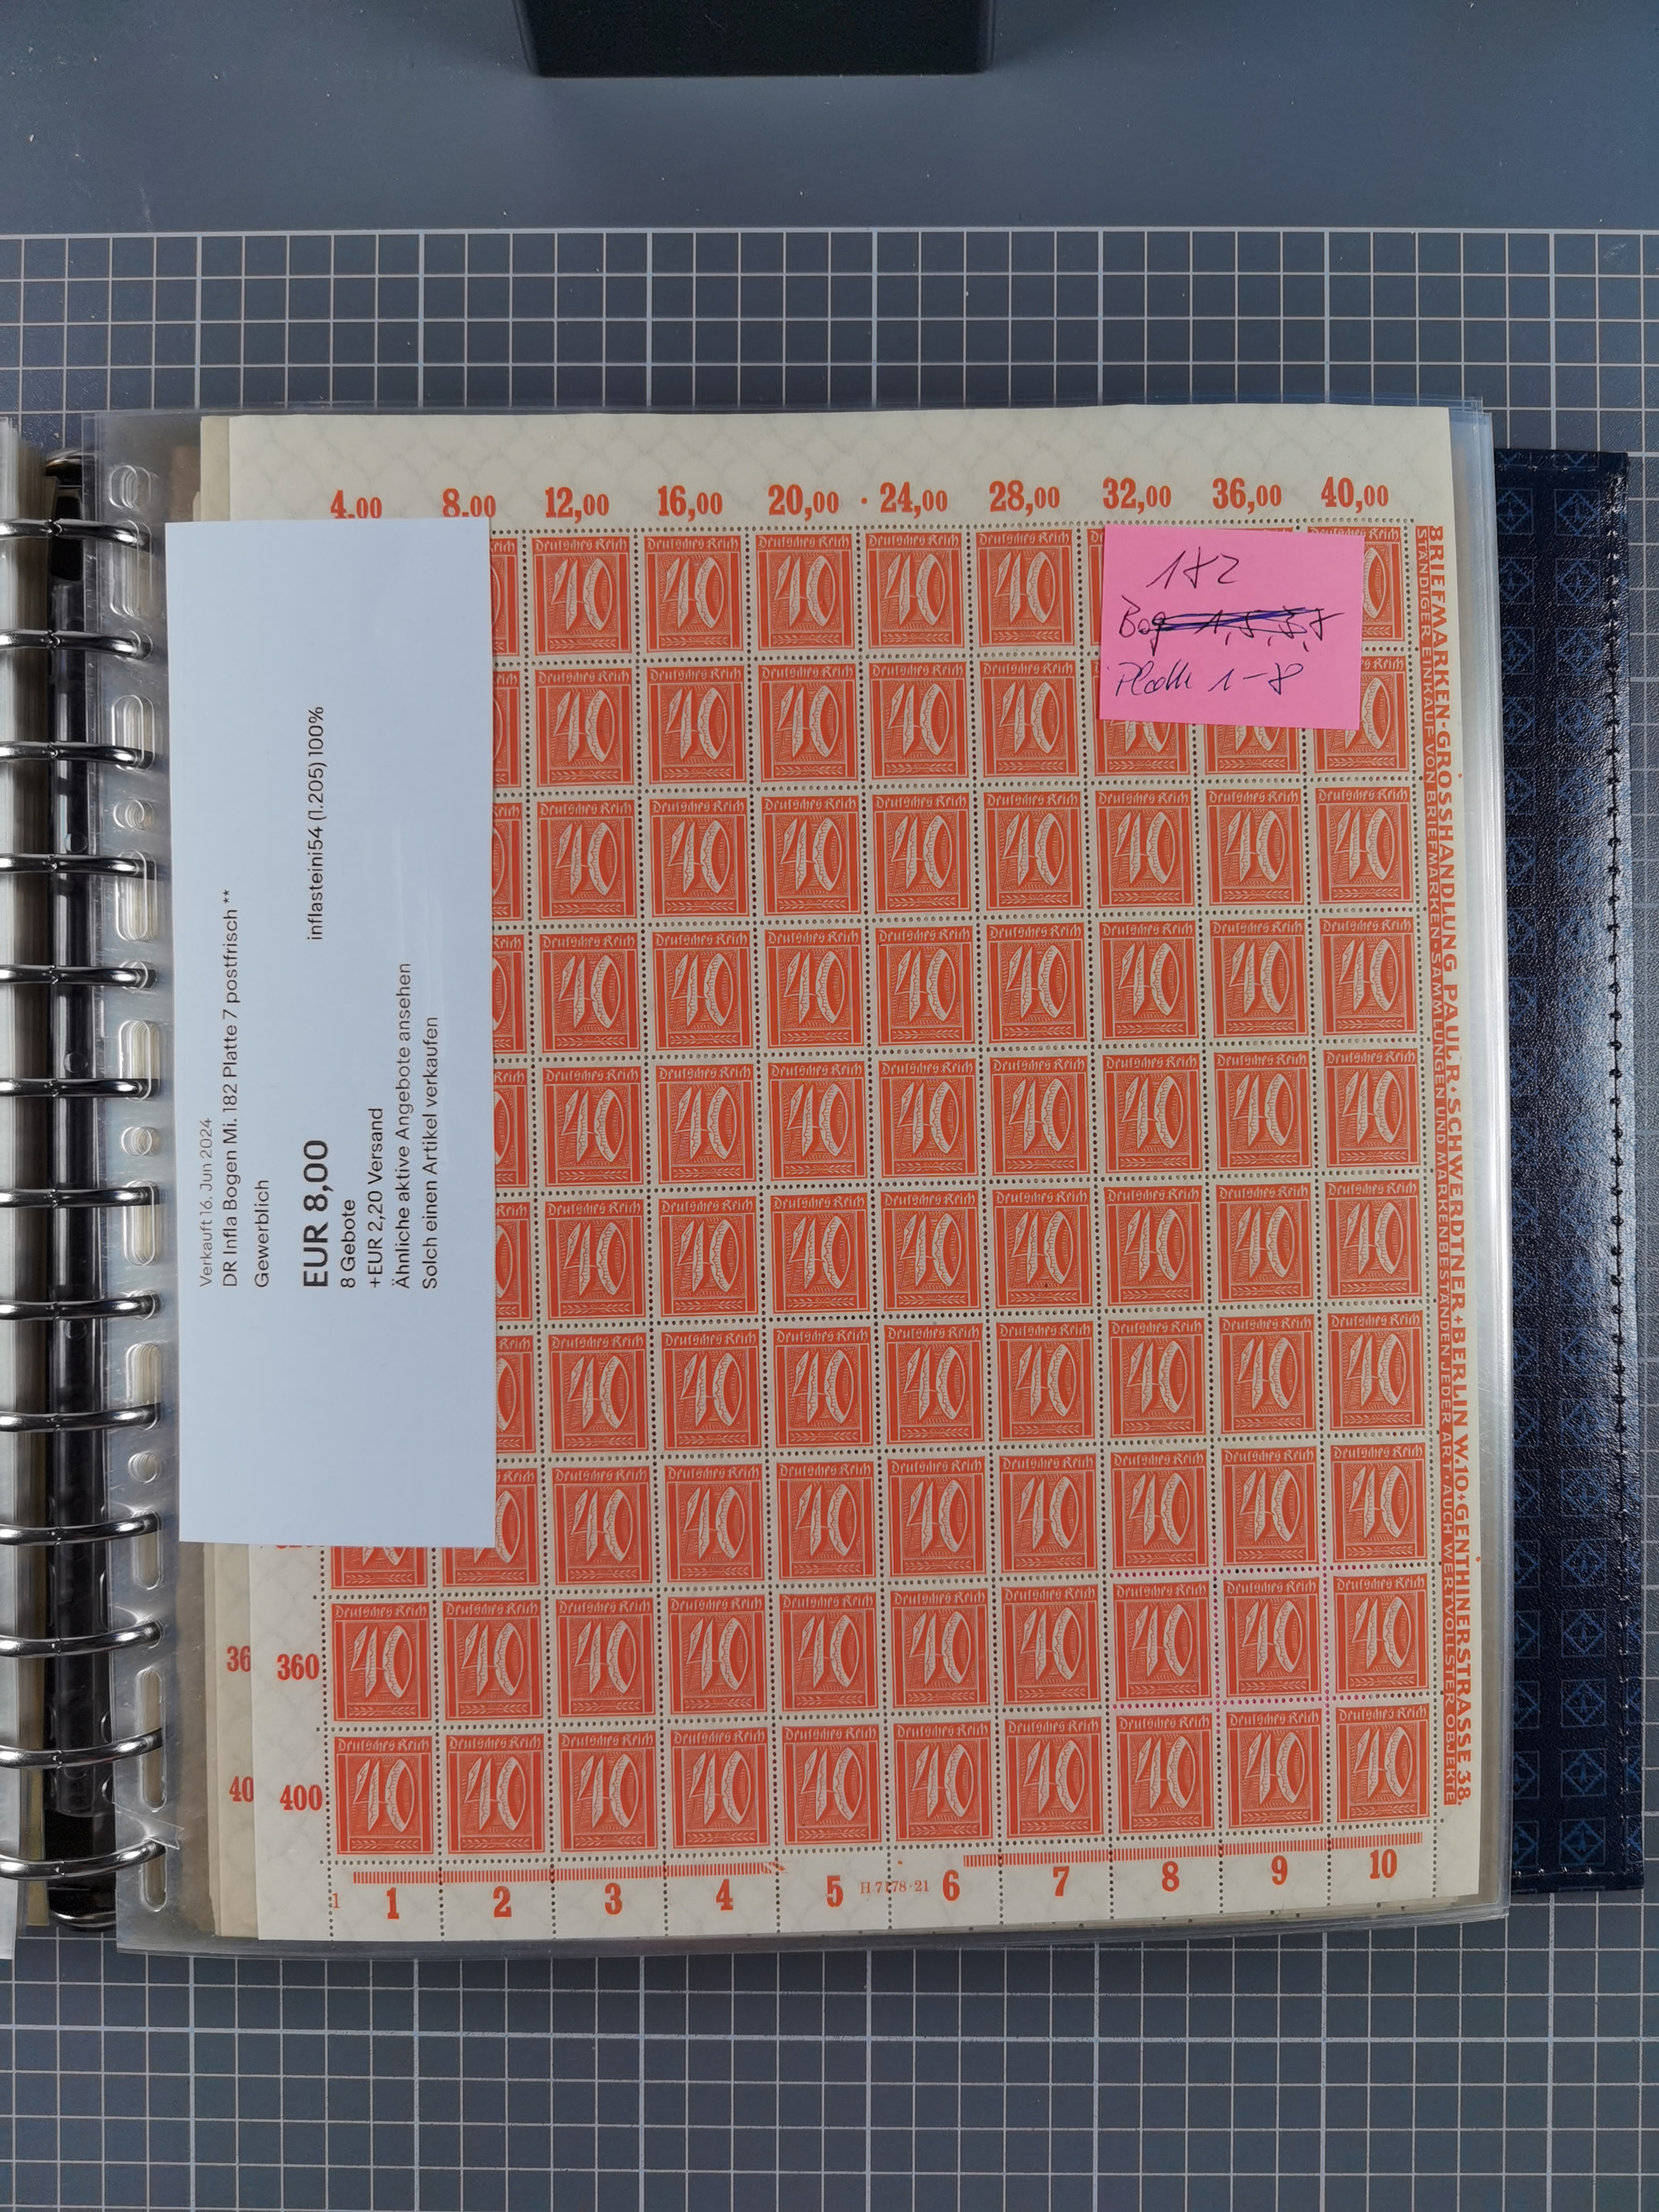 4,00 8,00 12,00 16,00 20,00 · 24,00 28,00 32,00 36,00 40,00
Verkauft 16. Jun 2024
DR Infla Bogen Mi. 182 Platte 7 postfrisch **
Gewerblich
EUR 8,00 inflasteini54 (1.205) 100%
8 Gebote
+EUR 2,20 Versand
Ähnliche aktive Angebote ansehen
Solch einen Artikel verkaufen
182
Platte 1-8
Deutsches Reich
40
BRIEFMARKEN-GROSSHANDLUNG PAUL R. SCHWERDTNER+BERLIN W.10·GENTHINERSTRASSE 38.
STÄNDIGER EINKAUF VON BRIEFMARKEN-SAMMLUNGEN UND MARKENBESTÄNDEN JEDER ART·AUCH WERTVOLLSTER OBJEKTE
36 360
40 400
1 1 2 3 4 5 H 7178·21 6 7 8 9 10